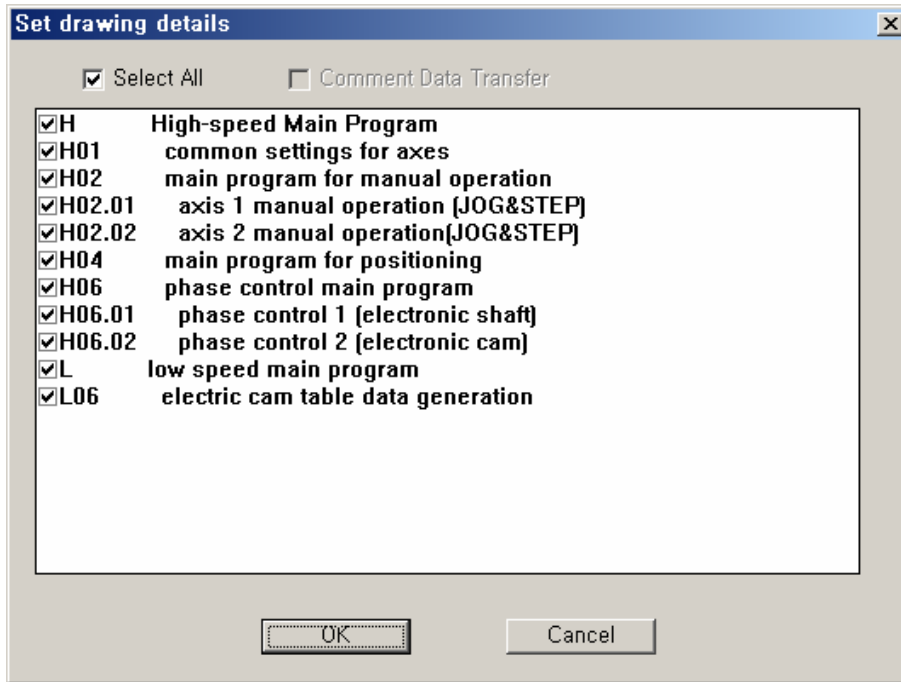 Set drawing details
Select All Comment Data Transfer
H High-speed Main Program
H01 common settings for axes
H02 main program for manual operation
H02.01 axis 1 manual operation (JOG&STEP)
H02.02 axis 2 manual operation(JOG&STEP)
H04 main program for positioning
H06 phase control main program
H06.01 phase control 1 (electronic shaft)
H06.02 phase control 2 (electronic cam)
L low speed main program
L06 electric cam table data generation
OK Cancel